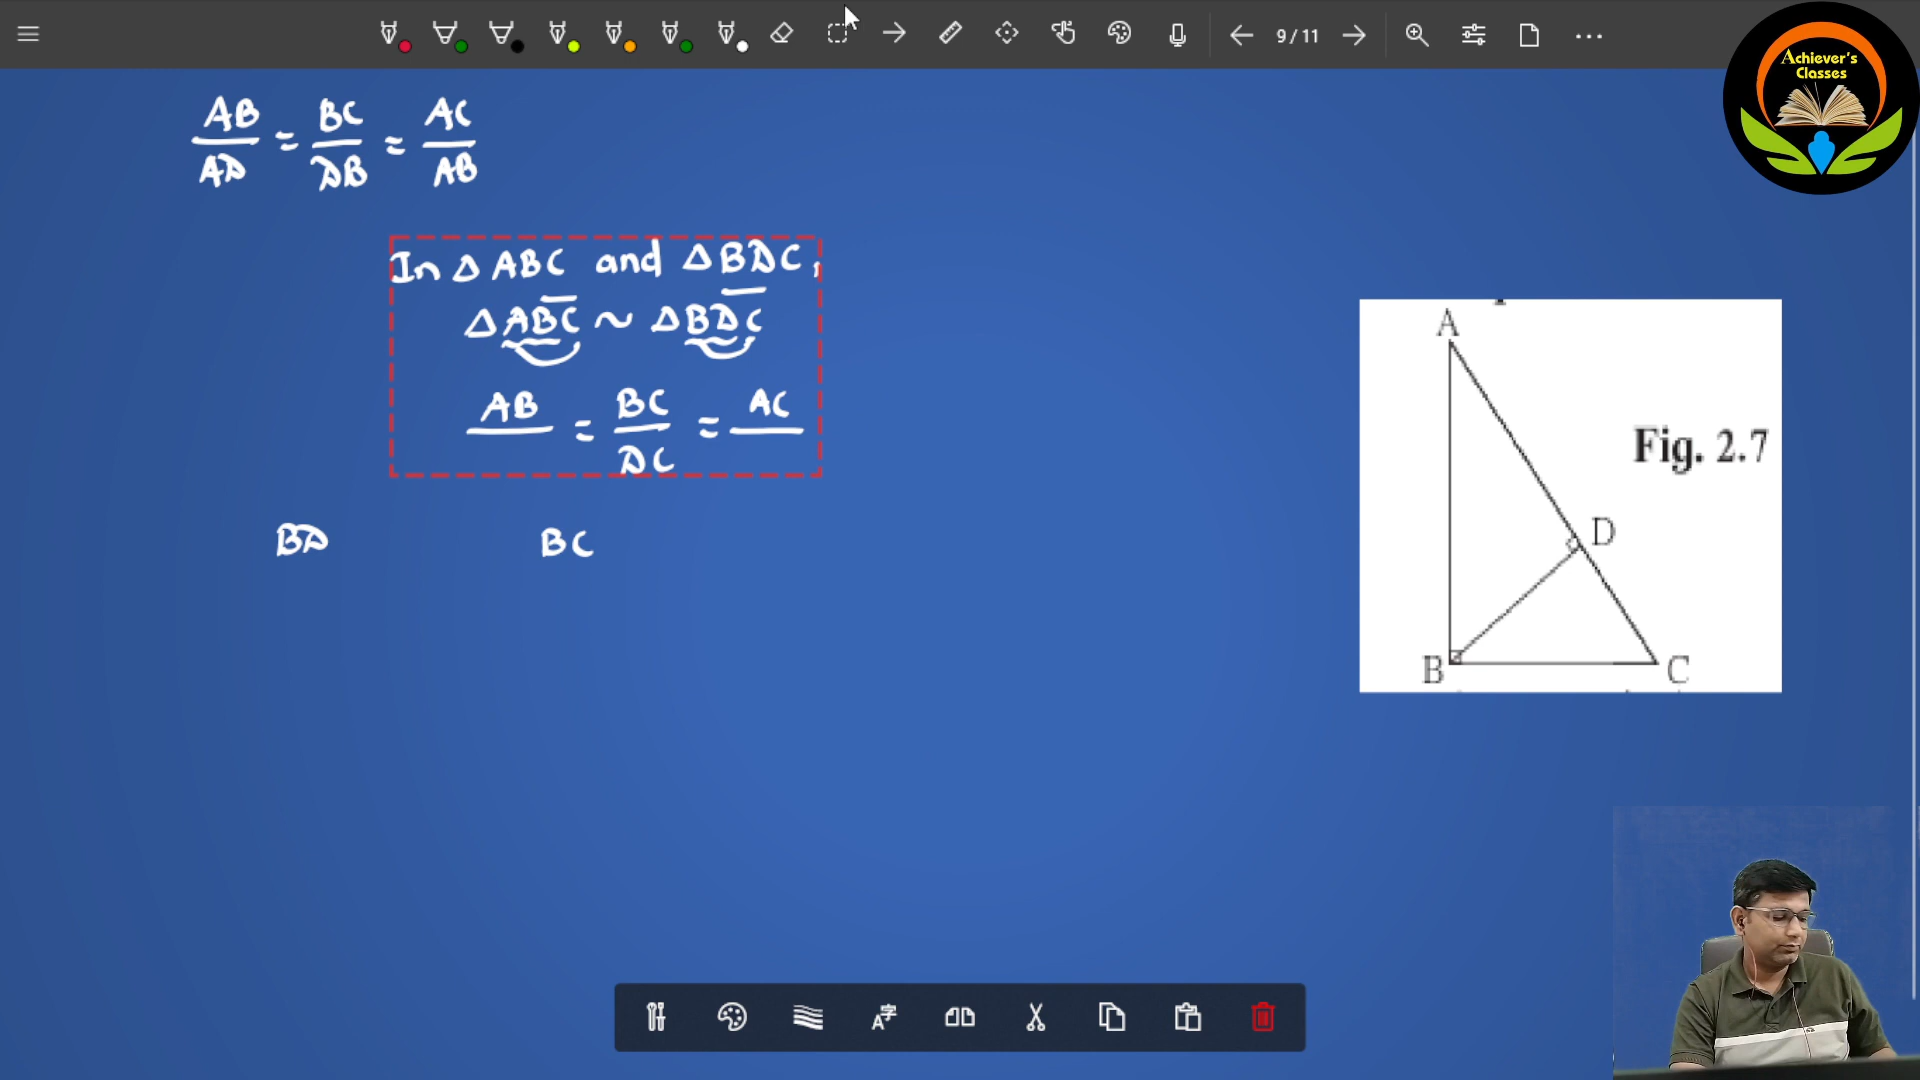 9 / 11
Achiever's
Classes
AB/AD = BC/DB = AC/AB
In Δ ABC and Δ BDC,
Δ ABC ~ Δ BDC
AB/ = BC/DC = AC/
BD BC
A
Fig. 2.7
D
B C